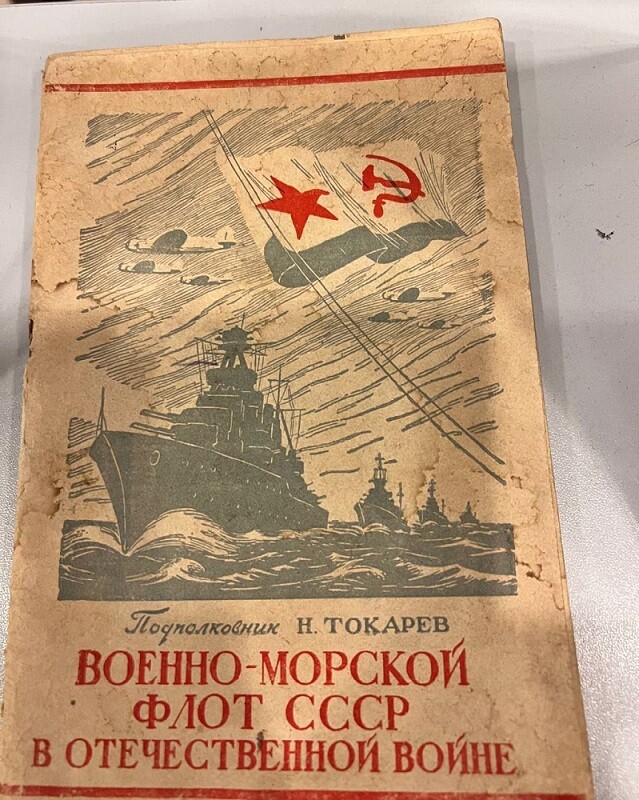 Подполковник Н. ТОКАРЕВ
ВОЕННО-МОРСКОЙ
ФЛОТ СССР
В ОТЕЧЕСТВЕННОЙ ВОЙНЕ